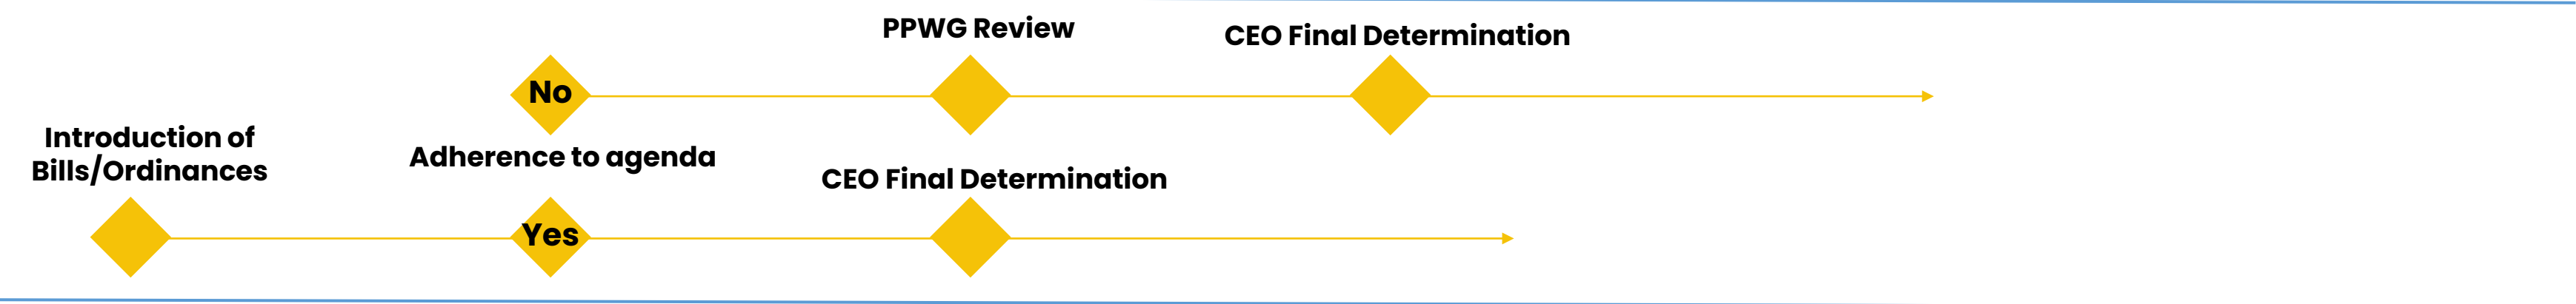 PPWG Review
CEO Final Determination
No
Introduction of
Bills/Ordinances
Adherence to agenda
CEO Final Determination
Yes